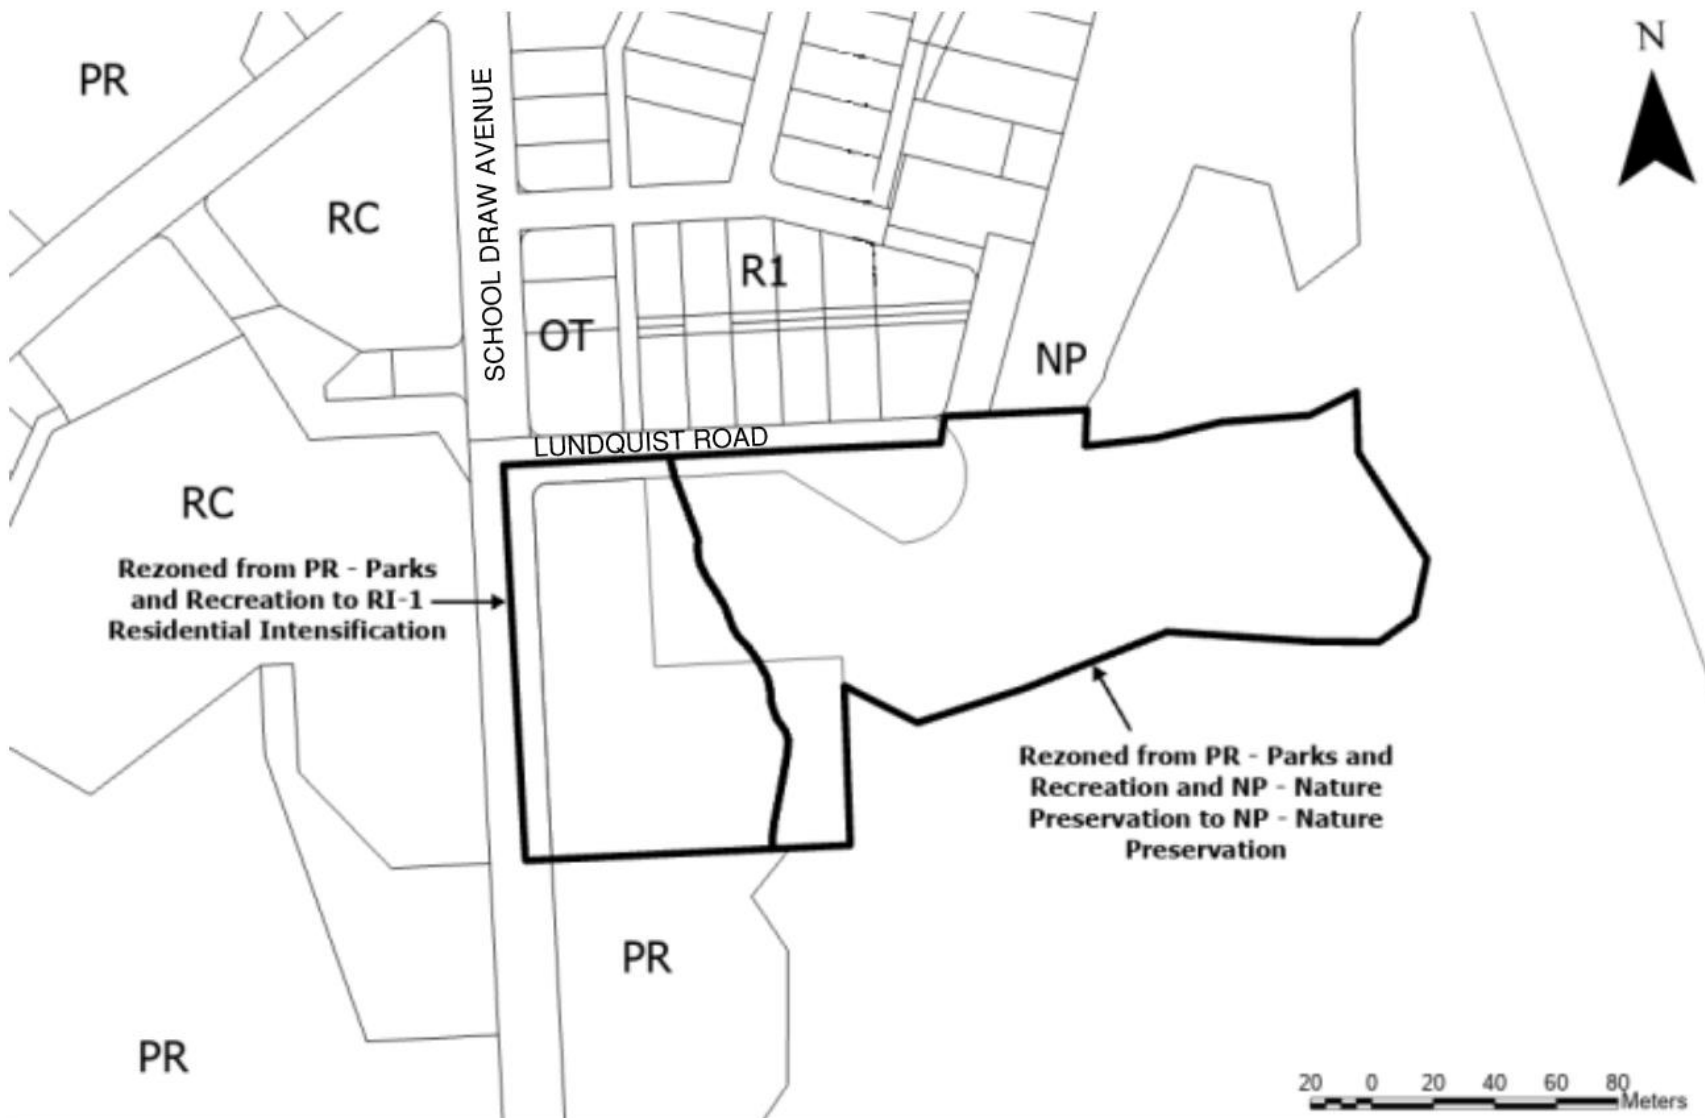 N
PR
SCHOOL DRAW AVENUE
RC
R1
OT
NP
LUNDQUIST ROAD
RC
Rezoned from PR - Parks
and Recreation to RI-1
Residential Intensification
Rezoned from PR - Parks and
Recreation and NP - Nature
Preservation to NP - Nature
Preservation
PR
PR
20 0 20 40 60 80
Meters